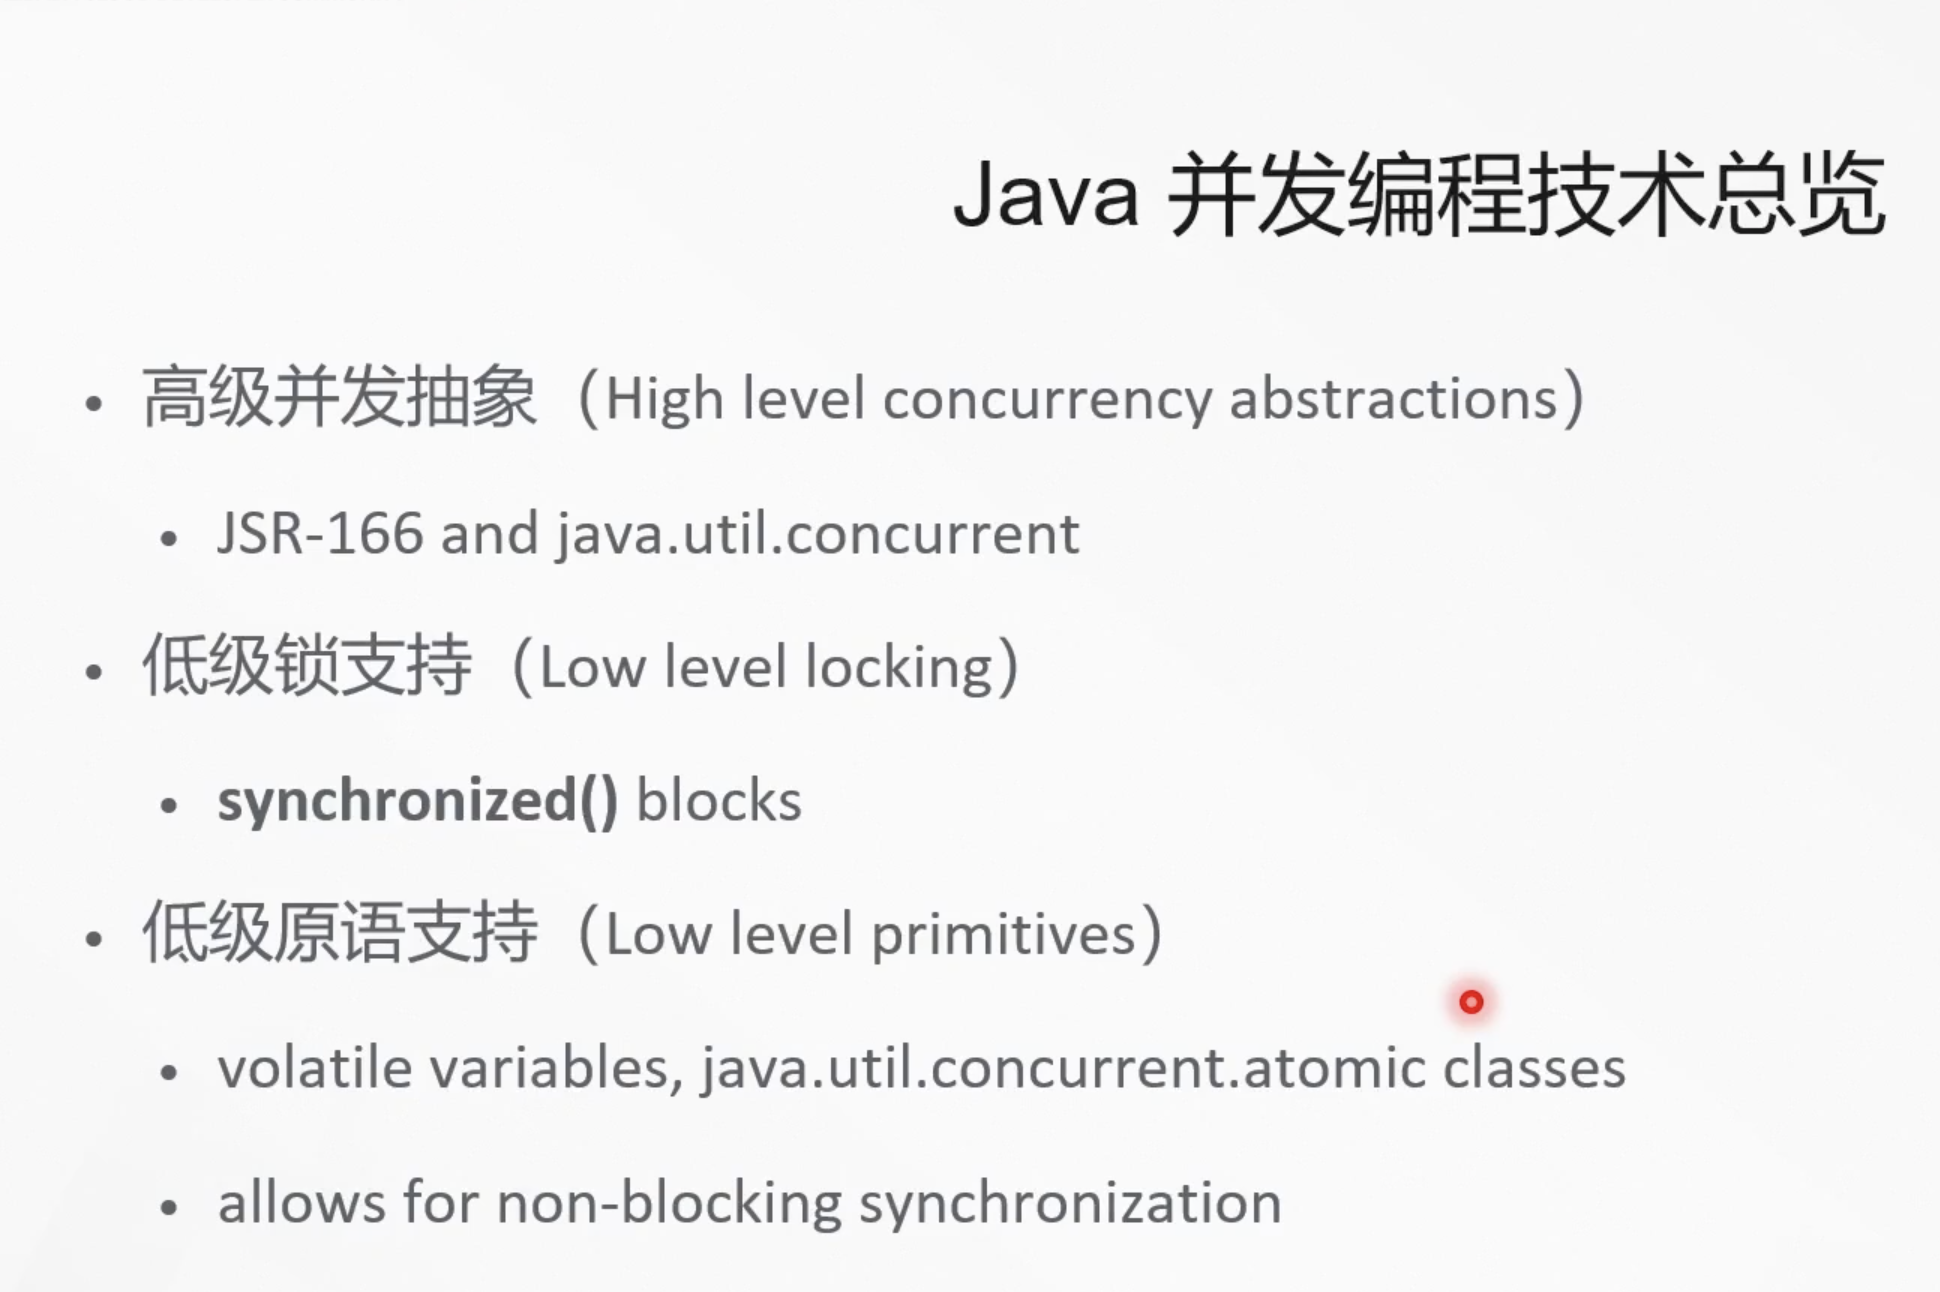 Java 并发编程技术总览
高级并发抽象（High level concurrency abstractions）
JSR-166 and java.util.concurrent
低级锁支持（Low level locking）
synchronized() blocks
低级原语支持（Low level primitives）
volatile variables, java.util.concurrent.atomic classes
allows for non-blocking synchronization